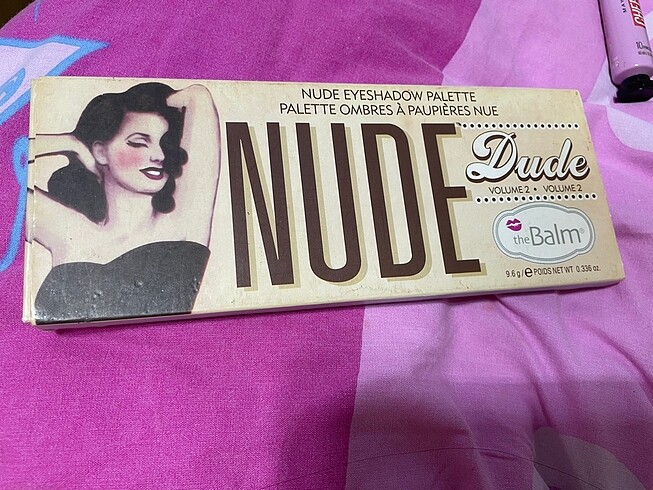 NUDE EYESHADOW PALETTE
PALETTE OMBRES À PAUPIÈRES NUE
NUDE
Dude
VOLUME 2 • VOLUME 2
theBalm®
9.6 g / e POIDS NET WT 0.336 oz.